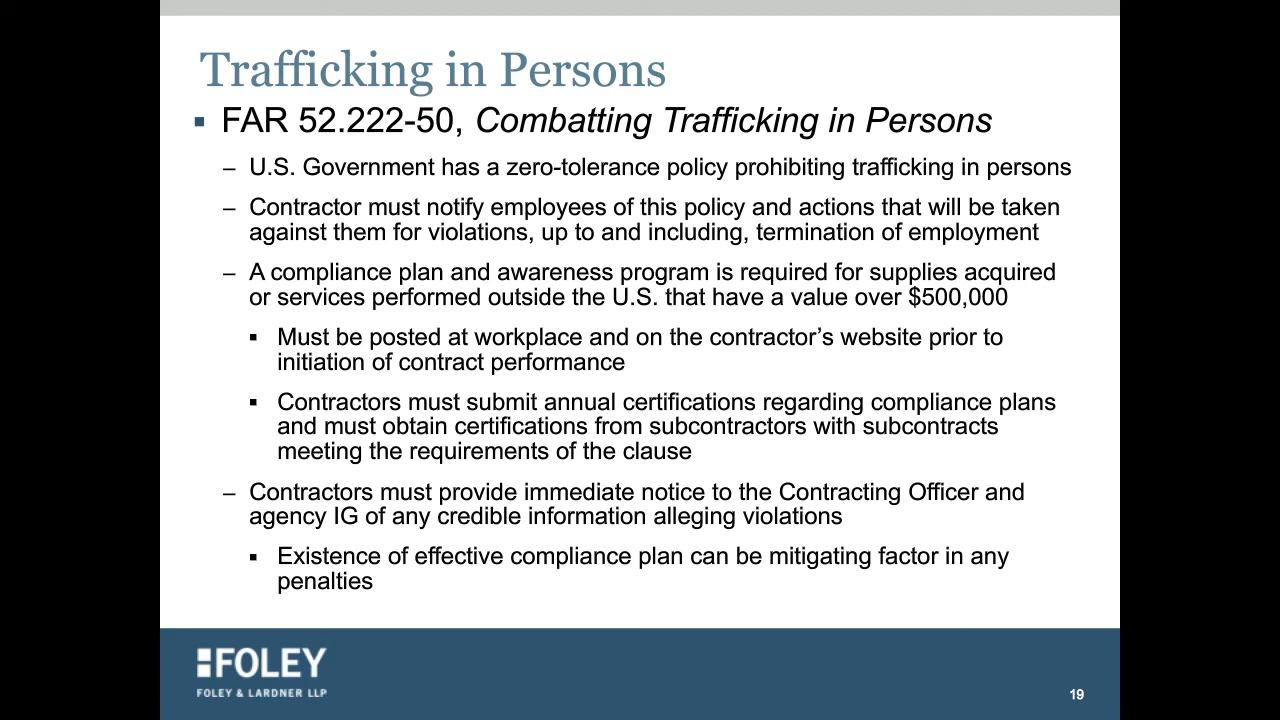 Trafficking in Persons
▪ FAR 52.222-50, Combatting Trafficking in Persons
– U.S. Government has a zero-tolerance policy prohibiting trafficking in persons
– Contractor must notify employees of this policy and actions that will be taken
against them for violations, up to and including, termination of employment
– A compliance plan and awareness program is required for supplies acquired
or services performed outside the U.S. that have a value over $500,000
▪ Must be posted at workplace and on the contractor’s website prior to
initiation of contract performance
▪ Contractors must submit annual certifications regarding compliance plans
and must obtain certifications from subcontractors with subcontracts
meeting the requirements of the clause
– Contractors must provide immediate notice to the Contracting Officer and
agency IG of any credible information alleging violations
▪ Existence of effective compliance plan can be mitigating factor in any
penalties
FOLEY
FOLEY & LARDNER LLP
19